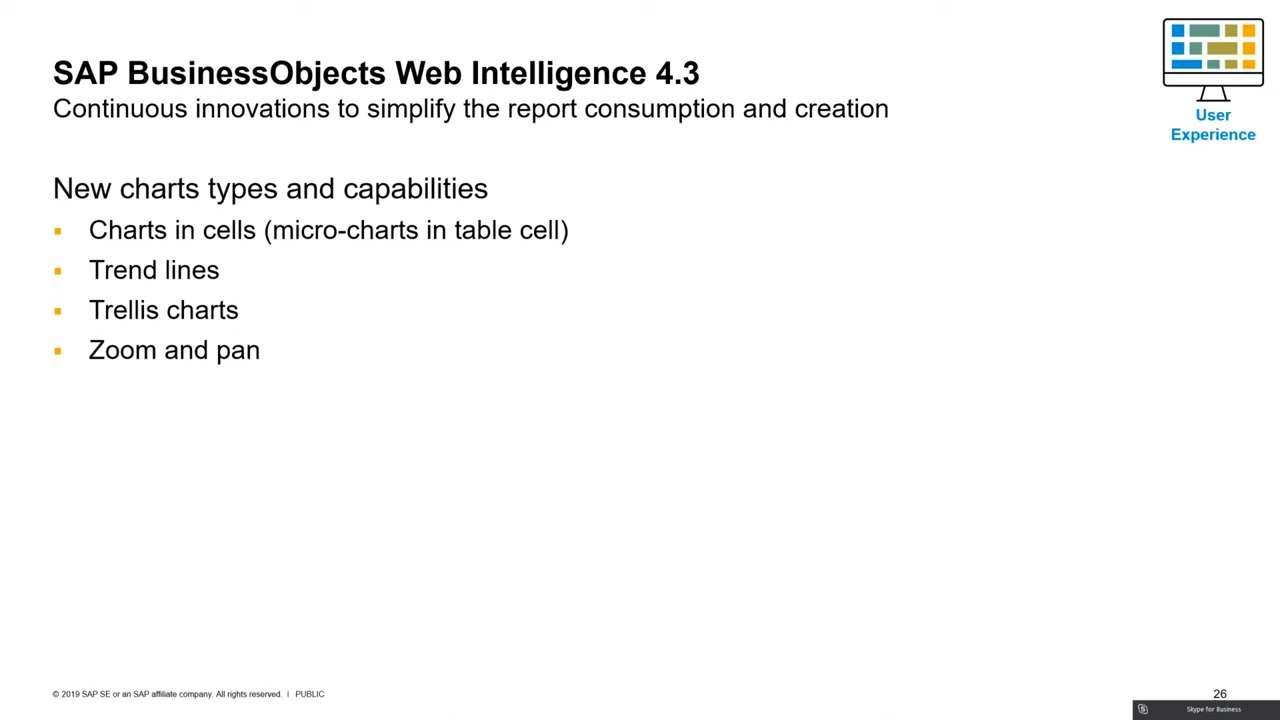 SAP BusinessObjects Web Intelligence 4.3
Continuous innovations to simplify the report consumption and creation
User
Experience
New charts types and capabilities
Charts in cells (micro-charts in table cell)
Trend lines
Trellis charts
Zoom and pan
© 2019 SAP SE or an SAP affiliate company. All rights reserved. | PUBLIC
26
Skype for Business